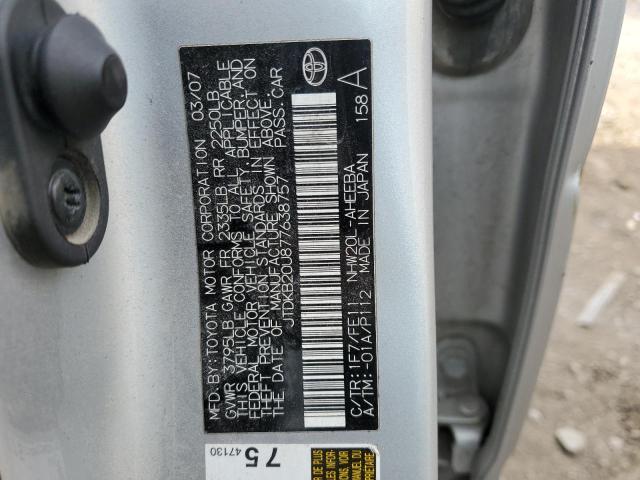 MFD. BY: TOYOTA MOTOR CORPORATION 03/07
GVWR 3795LB GAWR FR 2335LB RR 2250LB
THIS VEHICLE CONFORMS TO ALL APPLICABLE
FEDERAL MOTOR VEHICLE SAFETY, BUMPER, AND
THEFT PREVENTION STANDARDS IN EFFECT ON
THE DATE OF MANUFACTURE SHOWN ABOVE.
JTDKB20U877638757 PASS CAR
C/TR: 1F7/FE11 NHW20L-AHEEBA
A/TM: -01A/P112 MADE IN JAPAN 158 A
75
47130